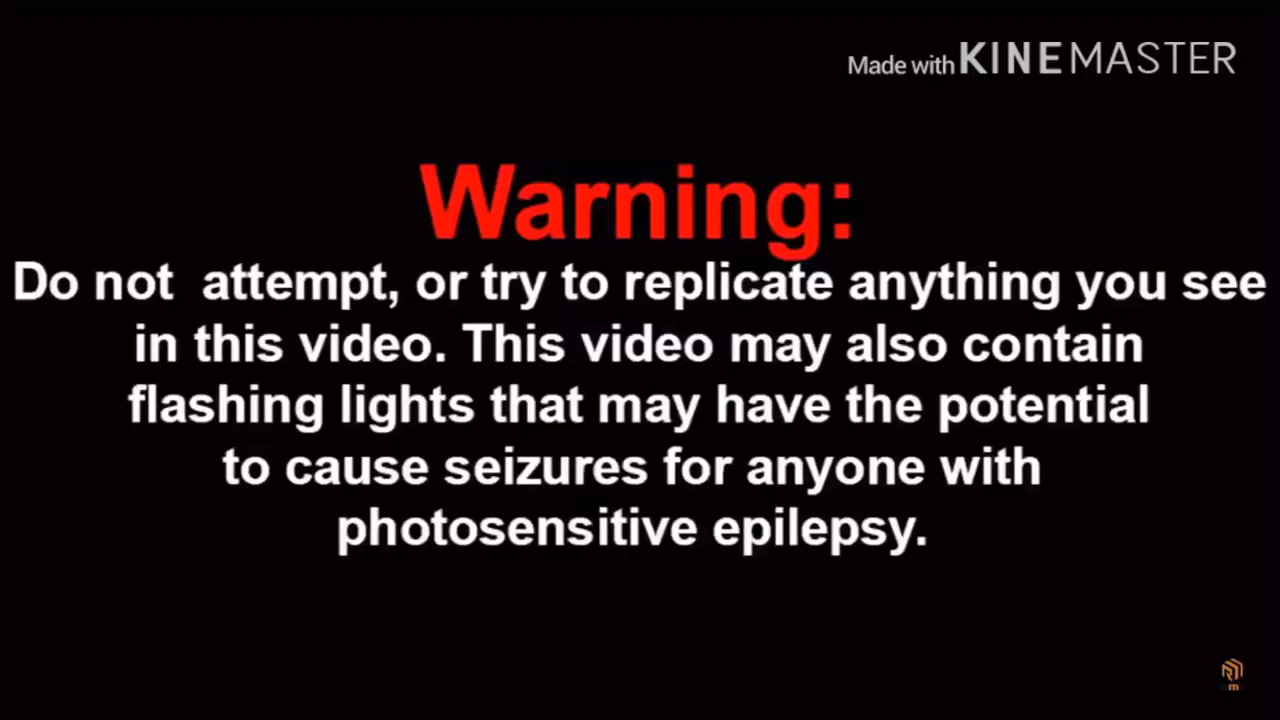 Made with KINEMASTER
Warning:
Do not attempt, or try to replicate anything you see
in this video. This video may also contain
flashing lights that may have the potential
to cause seizures for anyone with
photosensitive epilepsy.
m